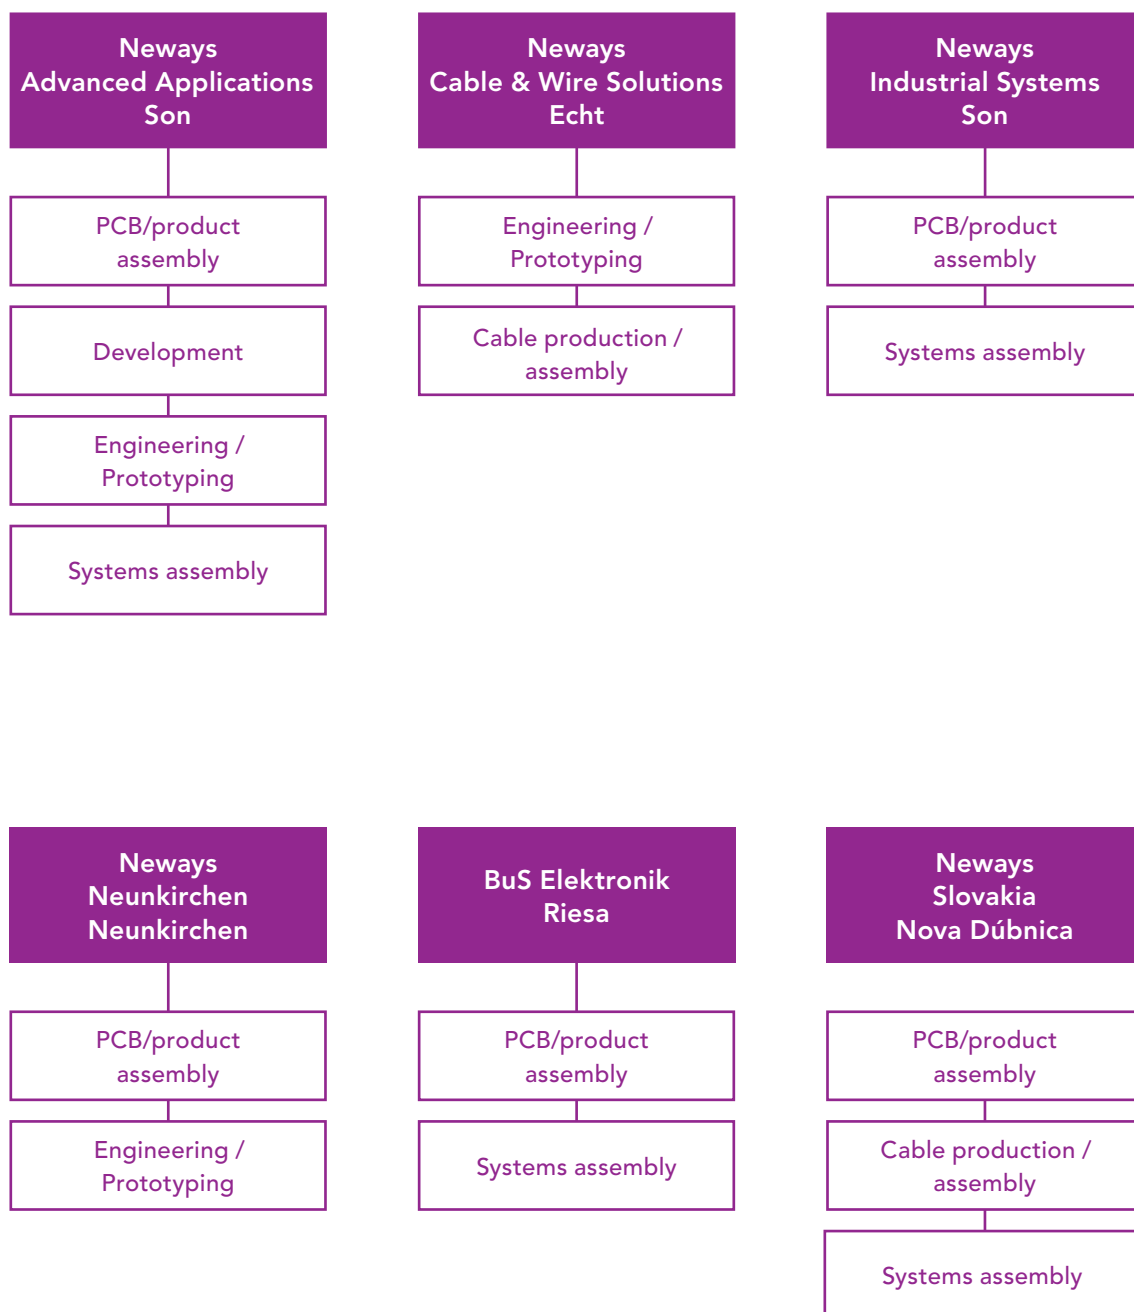 Neways
Advanced Applications
Son
PCB/product
assembly
Development
Engineering /
Prototyping
Systems assembly
Neways
Cable & Wire Solutions
Echt
Engineering /
Prototyping
Cable production /
assembly
Neways
Industrial Systems
Son
PCB/product
assembly
Systems assembly
Neways
Neunkirchen
Neunkirchen
PCB/product
assembly
Engineering /
Prototyping
BuS Elektronik
Riesa
PCB/product
assembly
Systems assembly
Neways
Slovakia
Nova Dúbnica
PCB/product
assembly
Cable production /
assembly
Systems assembly